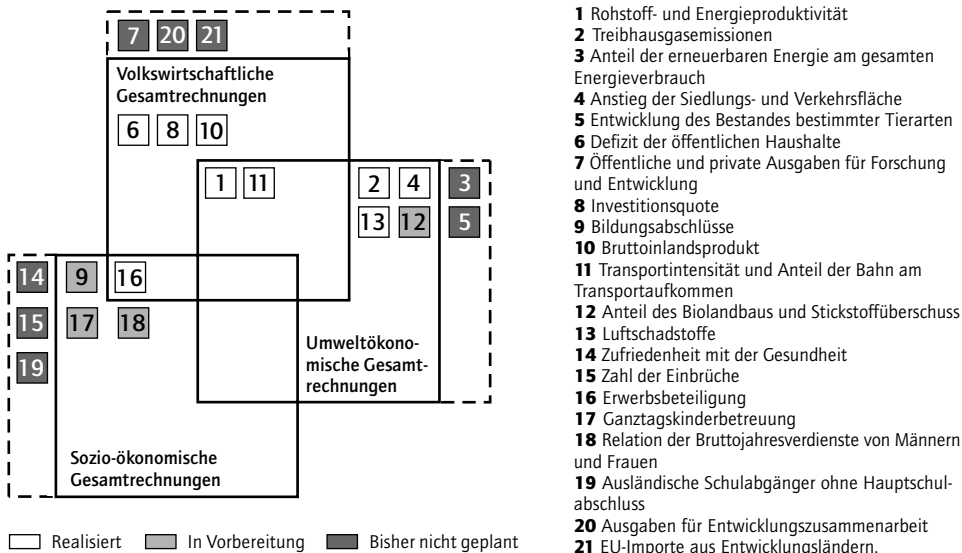 7 20 21
Volkswirtschaftliche
Gesamtrechnungen
6 8 10
1 11 2 4 3
13 12 5
14 9 16
15 17 18
19
Umweltökono-
mische Gesamt-
rechnungen
Sozio-ökonomische
Gesamtrechnungen
Realisiert In Vorbereitung Bisher nicht geplant
1 Rohstoff- und Energieproduktivität
2 Treibhausgasemissionen
3 Anteil der erneuerbaren Energie am gesamten
Energieverbrauch
4 Anstieg der Siedlungs- und Verkehrsfläche
5 Entwicklung des Bestandes bestimmter Tierarten
6 Defizit der öffentlichen Haushalte
7 Öffentliche und private Ausgaben für Forschung
und Entwicklung
8 Investitionsquote
9 Bildungsabschlüsse
10 Bruttoinlandsprodukt
11 Transportintensität und Anteil der Bahn am
Transportaufkommen
12 Anteil des Biolandbaus und Stickstoffüberschuss
13 Luftschadstoffe
14 Zufriedenheit mit der Gesundheit
15 Zahl der Einbrüche
16 Erwerbsbeteiligung
17 Ganztagskinderbetreuung
18 Relation der Bruttojahresverdienste von Männern
und Frauen
19 Ausländische Schulabgänger ohne Hauptschul-
abschluss
20 Ausgaben für Entwicklungszusammenarbeit
21 EU-Importe aus Entwicklungsländern.